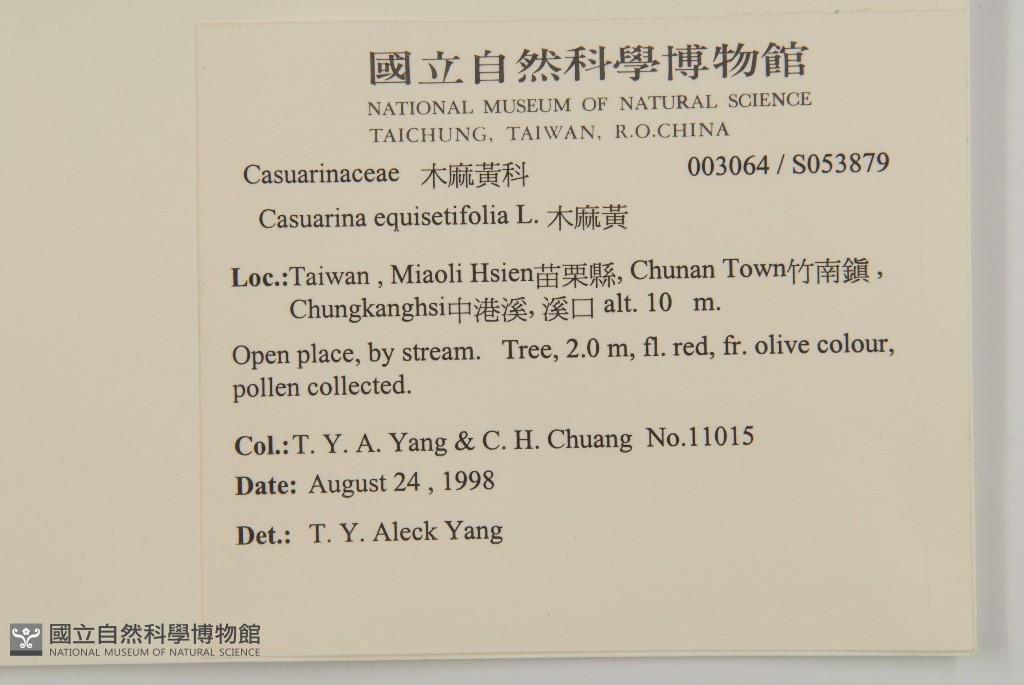 國立自然科學博物館
NATIONAL MUSEUM OF NATURAL SCIENCE
TAICHUNG, TAIWAN, R.O.CHINA
Casuarinaceae 木麻黃科 003064 / S053879
Casuarina equisetifolia L. 木麻黃
Loc.:Taiwan , Miaoli Hsien苗栗縣, Chunan Town竹南鎮 ,
Chungkanghsi中港溪, 溪口 alt. 10 m.
Open place, by stream. Tree, 2.0 m, fl. red, fr. olive colour,
pollen collected.
Col.:T. Y. A. Yang & C. H. Chuang No.11015
Date: August 24 , 1998
Det.: T. Y. Aleck Yang
國立自然科學博物館
NATIONAL MUSEUM OF NATURAL SCIENCE